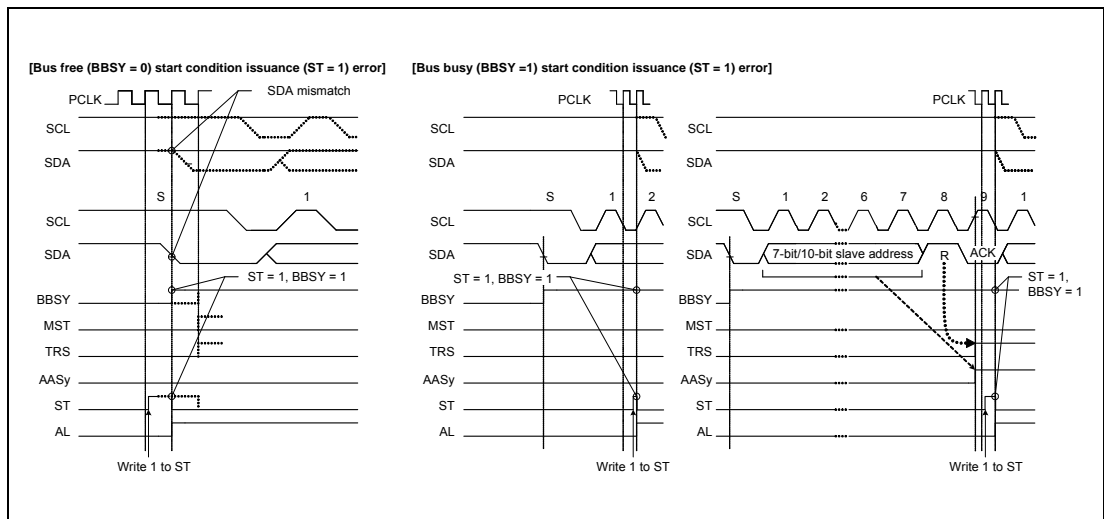 [Bus free (BBSY = 0) start condition issuance (ST = 1) error]
PCLK
SDA mismatch
SCL
SDA
S 1
SCL
SDA
ST = 1, BBSY = 1
BBSY
MST
TRS
AASy
ST
AL
Write 1 to ST
[Bus busy (BBSY =1) start condition issuance (ST = 1) error]
PCLK
SCL
SDA
S 1 2
SCL
SDA
ST = 1, BBSY = 1
BBSY
MST
TRS
AASy
ST
AL
Write 1 to ST
PCLK
SCL
SDA
S 1 2 6 7 8 9 1
SCL
SDA
7-bit/10-bit slave address
R
ACK
ST = 1,
BBSY = 1
BBSY
MST
TRS
AASy
ST
AL
Write 1 to ST